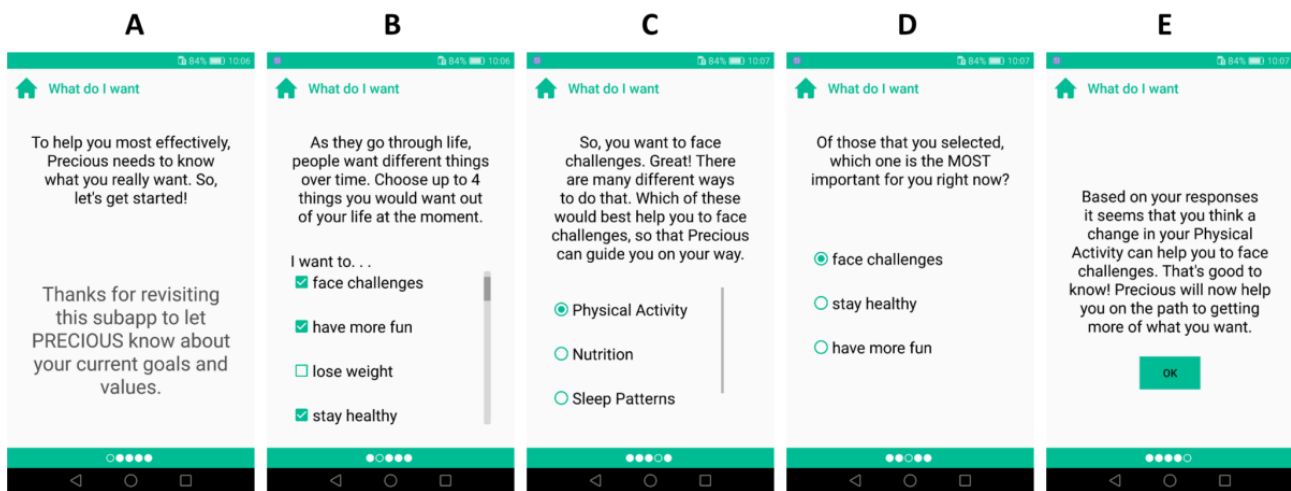 A
B
C
D
E
84% 10:06
84% 10:06
84% 10:07
84% 10:07
84% 10:07
What do I want
What do I want
What do I want
What do I want
What do I want
To help you most effectively,
Precious needs to know
what you really want. So,
let's get started!
Thanks for revisiting
this subapp to let
PRECIOUS know about
your current goals and
values.
As they go through life,
people want different things
over time. Choose up to 4
things you would want out
of your life at the moment.
I want to. . .
face challenges
have more fun
lose weight
stay healthy
So, you want to face
challenges. Great! There
are many different ways
to do that. Which of these
would best help you to face
challenges, so that Precious
can guide you on your way.
Physical Activity
Nutrition
Sleep Patterns
Of those that you selected,
which one is the MOST
important for you right now?
face challenges
stay healthy
have more fun
Based on your responses
it seems that you think a
change in your Physical
Activity can help you to face
challenges. That's good to
know! Precious will now help
you on the path to getting
more of what you want.
OK